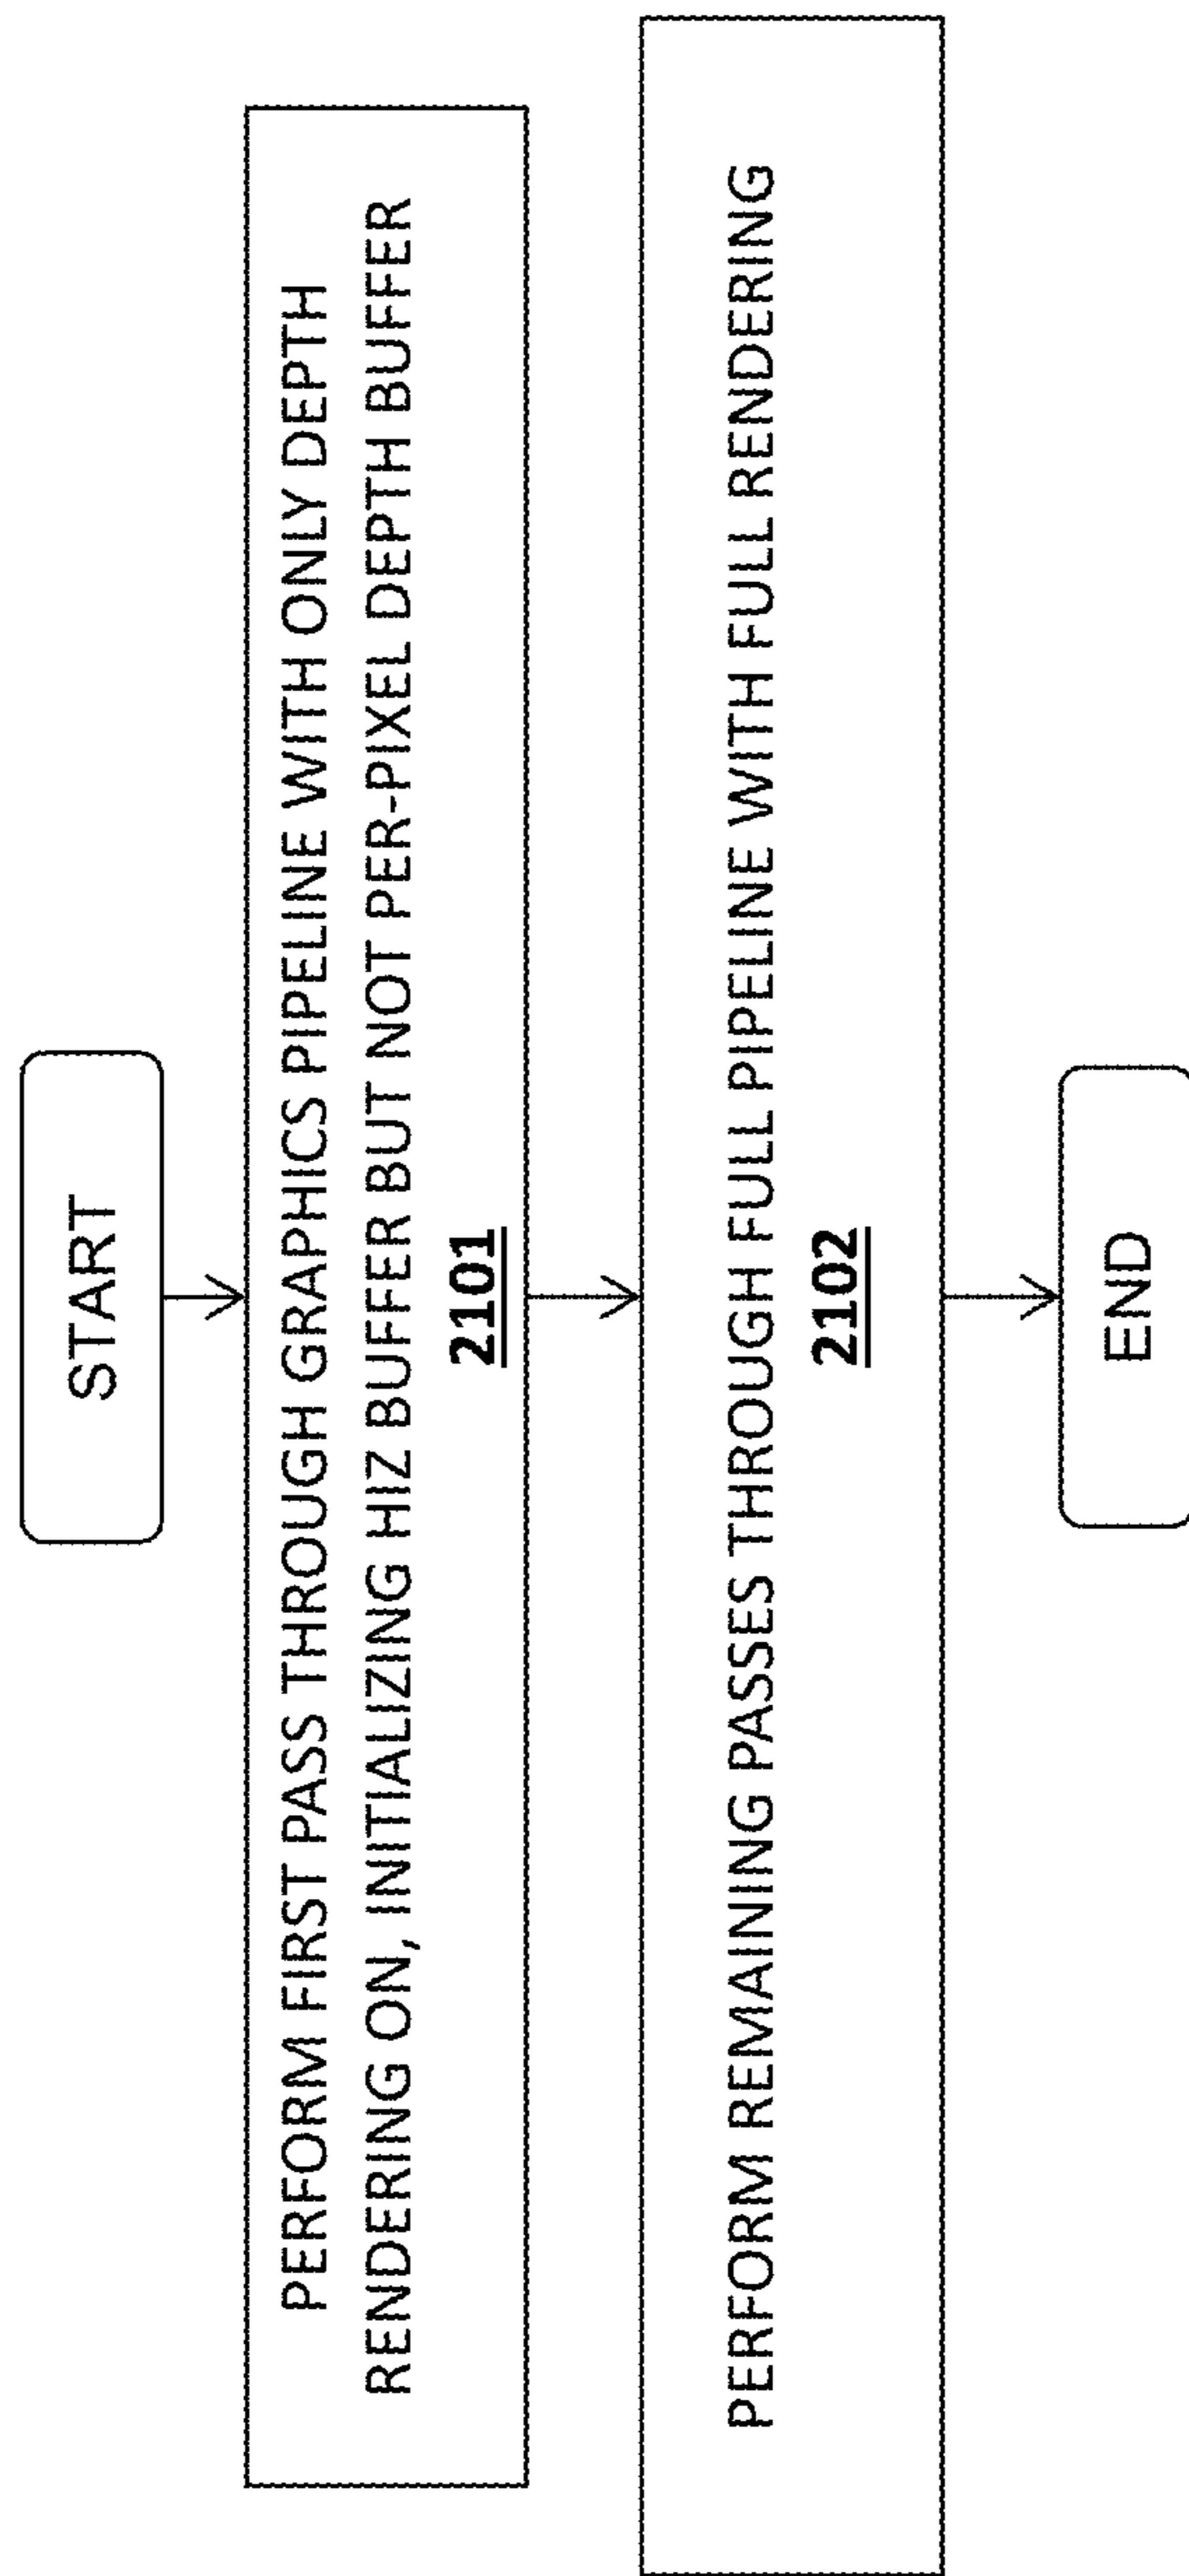 START
PERFORM FIRST PASS THROUGH GRAPHICS PIPELINE WITH ONLY DEPTH
RENDERING ON, INITIALIZING HIZ BUFFER BUT NOT PER-PIXEL DEPTH BUFFER
2101
PERFORM REMAINING PASSES THROUGH FULL PIPELINE WITH FULL RENDERING
2102
END